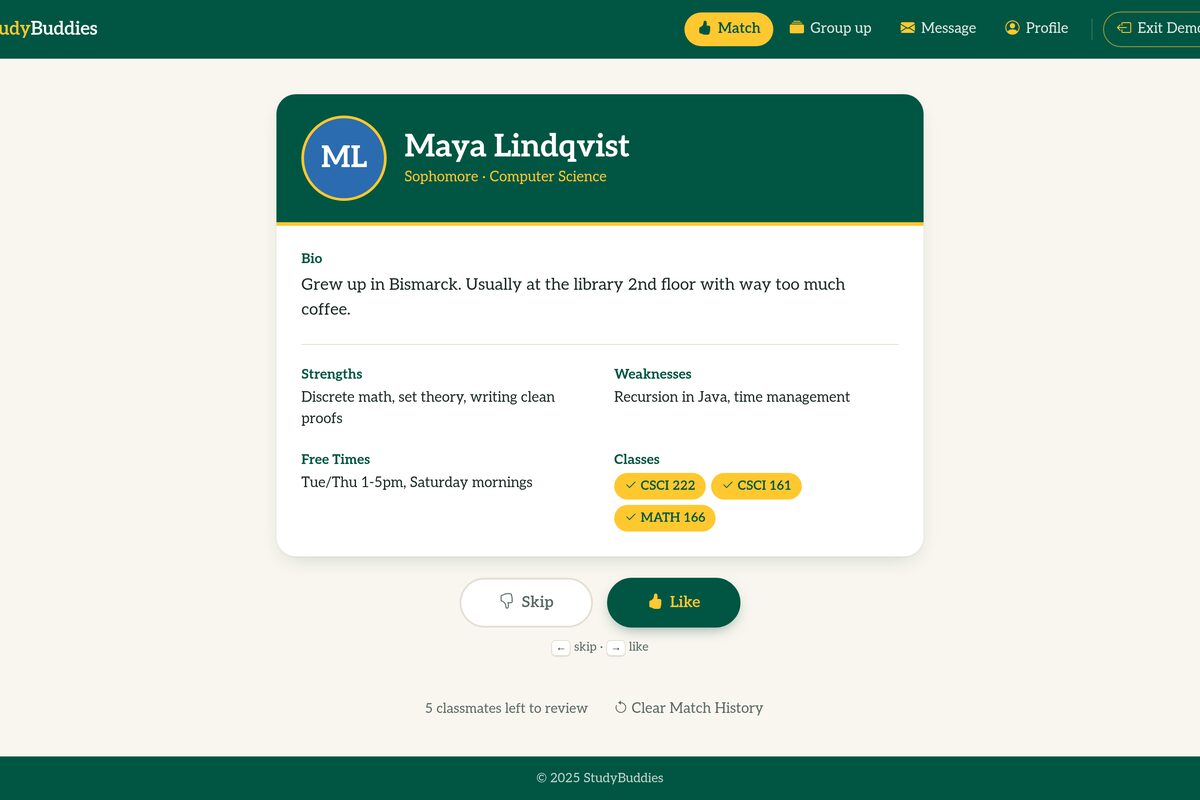 udyBuddies
Match
Group up
Message
Profile
Exit Demo
ML
Maya Lindqvist
Sophomore · Computer Science
Bio
Grew up in Bismarck. Usually at the library 2nd floor with way too much
coffee.
Strengths
Discrete math, set theory, writing clean
proofs
Weaknesses
Recursion in Java, time management
Free Times
Tue/Thu 1-5pm, Saturday mornings
Classes
✓ CSCI 222 ✓ CSCI 161
✓ MATH 166
Skip
Like
← skip · → like
5 classmates left to review
Clear Match History
© 2025 StudyBuddies